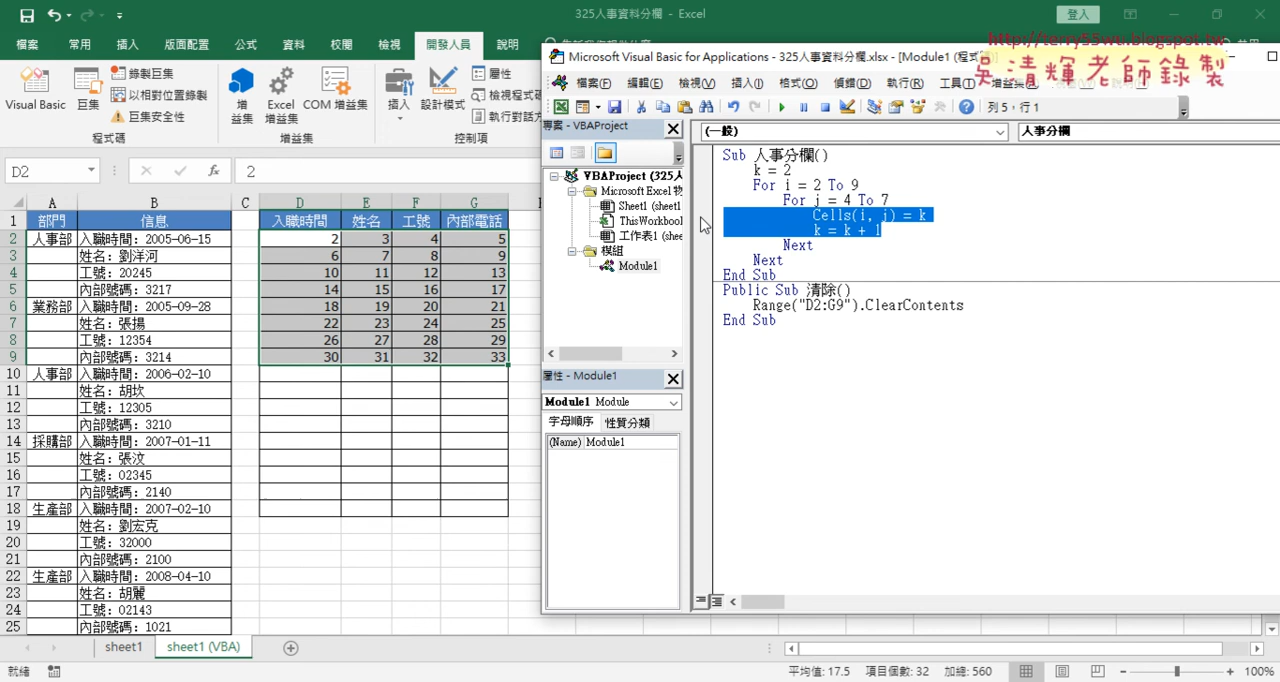 325人事資料分欄 - Excel
登入
http://terry55wu.blogspot.tw
吳清輝老師錄製
檔案 常用 插入 版面配置 公式 資料 校閱 檢視 開發人員 說明
Visual Basic 巨集
錄製巨集
以相對位置錄製
巨集安全性
程式碼
增益集 Excel 增益集 COM 增益集
增益集
插入 設計模式
屬性
檢視程式碼
執行對話方
控制項
Microsoft Visual Basic for Applications - 325人事資料分欄.xlsx - [Module1 (程式
檔案(F) 編輯(E) 檢視(V) 插入(I) 格式(O) 偵錯(D) 執行(R) 工具(T) 增益集(A)
列 5, 行 1
D2 fx 2
專案 - VBAProject
VBAProject (325人
Microsoft Excel 物
Sheet1 (sheet1
ThisWorkbool
工作表1 (shee
模組
Module1
屬性 - Module1
Module1 Module
字母順序 性質分類
(Name) Module1
(一般) 人事分欄
Sub 人事分欄()
k = 2
For i = 2 To 9
For j = 4 To 7
Cells(i, j) = k
k = k + 1
Next
Next
End Sub
Public Sub 清除()
Range("D2:G9").ClearContents
End Sub
A B C D E F G
1 部門 信息 入職時間 姓名 工號 內部電話
2 人事部 入職時間：2005-06-15 2 3 4 5
3 姓名：劉洋河 6 7 8 9
4 工號：20245 10 11 12 13
5 內部號碼：3217 14 15 16 17
6 業務部 入職時間：2005-09-28 18 19 20 21
7 姓名：張揚 22 23 24 25
8 工號：12354 26 27 28 29
9 內部號碼：3214 30 31 32 33
10 人事部 入職時間：2006-02-10
11 姓名：胡坎
12 工號：12305
13 內部號碼：3210
14 採購部 入職時間：2007-01-11
15 姓名：張汶
16 工號：02345
17 內部號碼：2140
18 生產部 入職時間：2007-02-10
19 姓名：劉宏克
20 工號：32000
21 內部號碼：2100
22 生產部 入職時間：2008-04-10
23 姓名：胡麗
24 工號：02143
25 內部號碼：1021
sheet1 sheet1 (VBA)
就緒 平均值: 17.5 項目個數: 32 加總: 560 100%